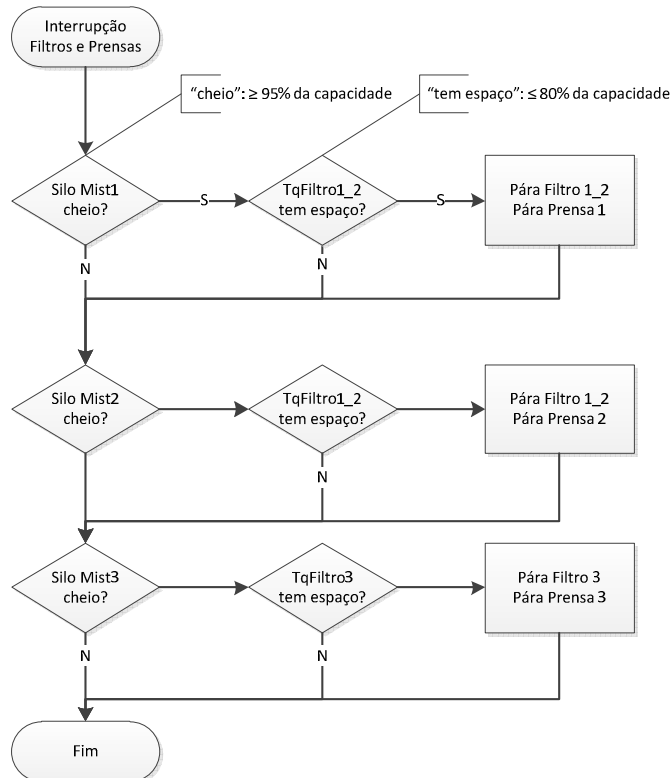 Interrupção
Filtros e Prensas
"cheio": ≥ 95% da capacidade
"tem espaço": ≤ 80% da capacidade
Silo Mist1
cheio?
S
TqFiltro1_2
tem espaço?
S
Pára Filtro 1_2
Pára Prensa 1
N
N
Silo Mist2
cheio?
TqFiltro1_2
tem espaço?
Pára Filtro 1_2
Pára Prensa 2
N
Silo Mist3
cheio?
TqFiltro3
tem espaço?
Pára Filtro 3
Pára Prensa 3
N
N
Fim